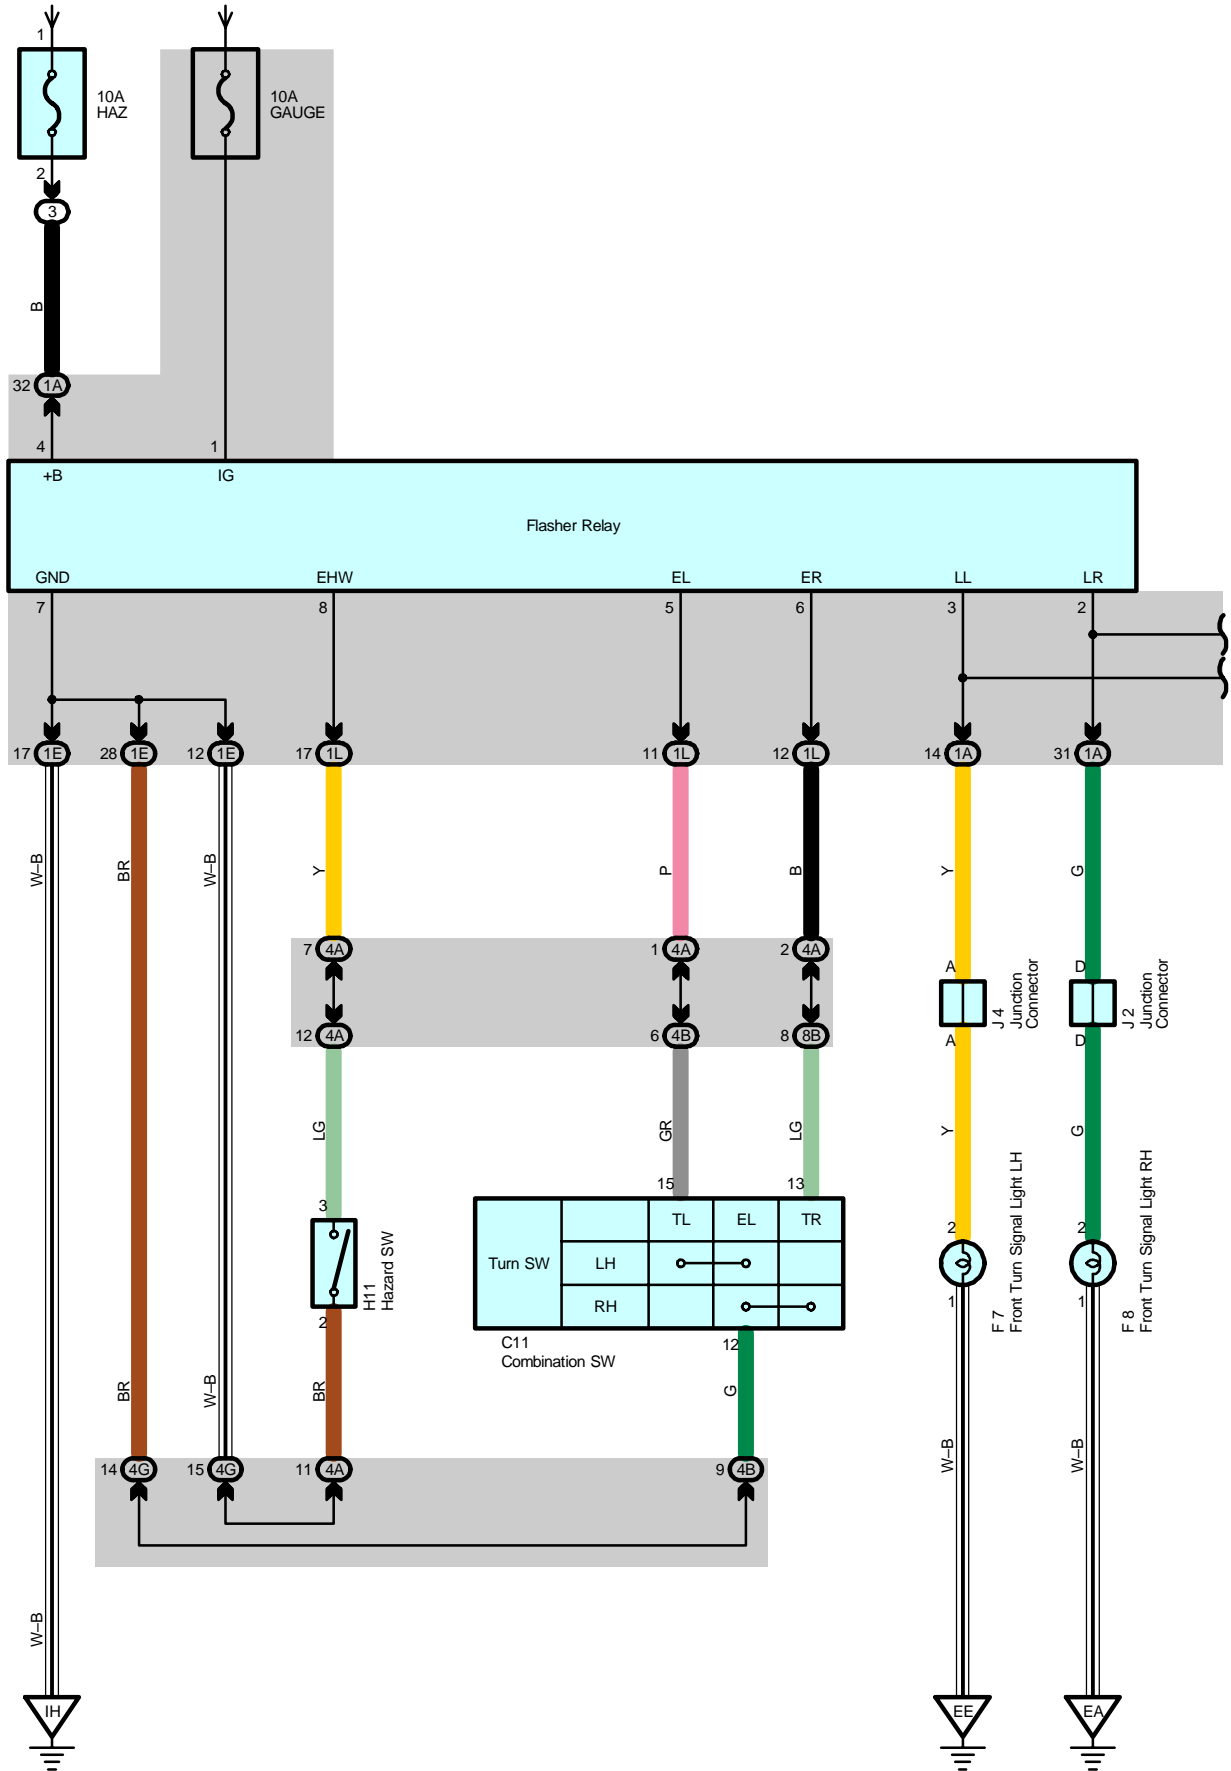 1
10A
HAZ
10A
GAUGE
2
3
B
32 1A
4 1
+B IG
Flasher Relay
GND EHW EL ER LL LR
7 8 5 6 3 2
17 1E 28 1E 12 1E 17 1L 11 1L 12 1L 14 1A 31 1A
W–B BR W–B Y P B Y G
7 4A 1 4A 2 4A
A D
J 4
Junction
Connector
J 2
Junction
Connector
12 4A 6 4B 8 8B
A D
LG GR LG Y G
3 15 13
Turn SW TL EL TR
LH
RH
H11
Hazard SW
2
C11
Combination SW
12
2 2
1 1
F 7
Front Turn Signal Light LH
F 8
Front Turn Signal Light RH
BR W–B BR G W–B W–B
14 4G 15 4G 11 4A 9 4B
W–B
IH EE EA